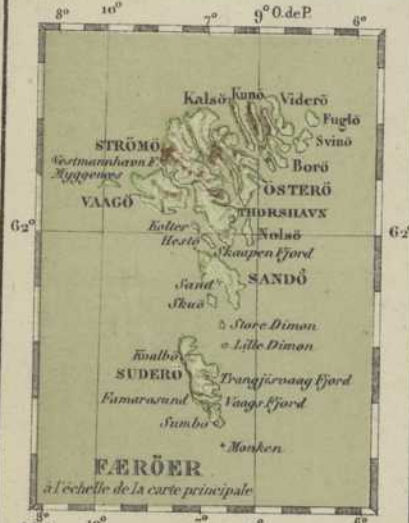 8° 10° 7° 9° O. de P. 6°
Kalsö Kunö Viderö
Fuglö
Svinö
STRÖMÖ
Vestmannhavn F.
Myggenæs
Borö
ÖSTERÖ
VAAGÖ
THORSHAVN
62° 62°
Kolter
Nolsö
Hestö
Skaapen Fjord
SANDÖ
Sand
Skuö
Store Dimon
Lille Dimon
Kvalbö
SUDERÖ
Trangjisvaag Fjord
Famarasund
Vaags Fjord
Sumbö
Monken
FÆRÖER
à l'échelle de la carte principale